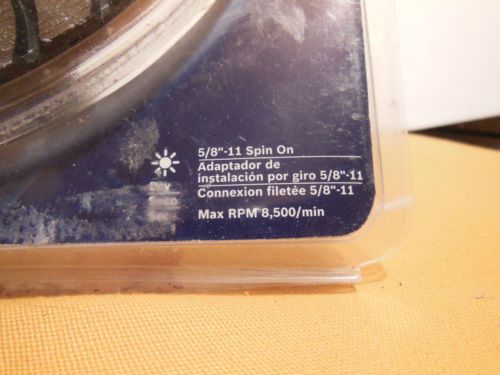 5/8"-11 Spin On
Adaptador de
instalación por giro 5/8"-11
Connexion filetée 5/8"-11
Max RPM 8,500/min